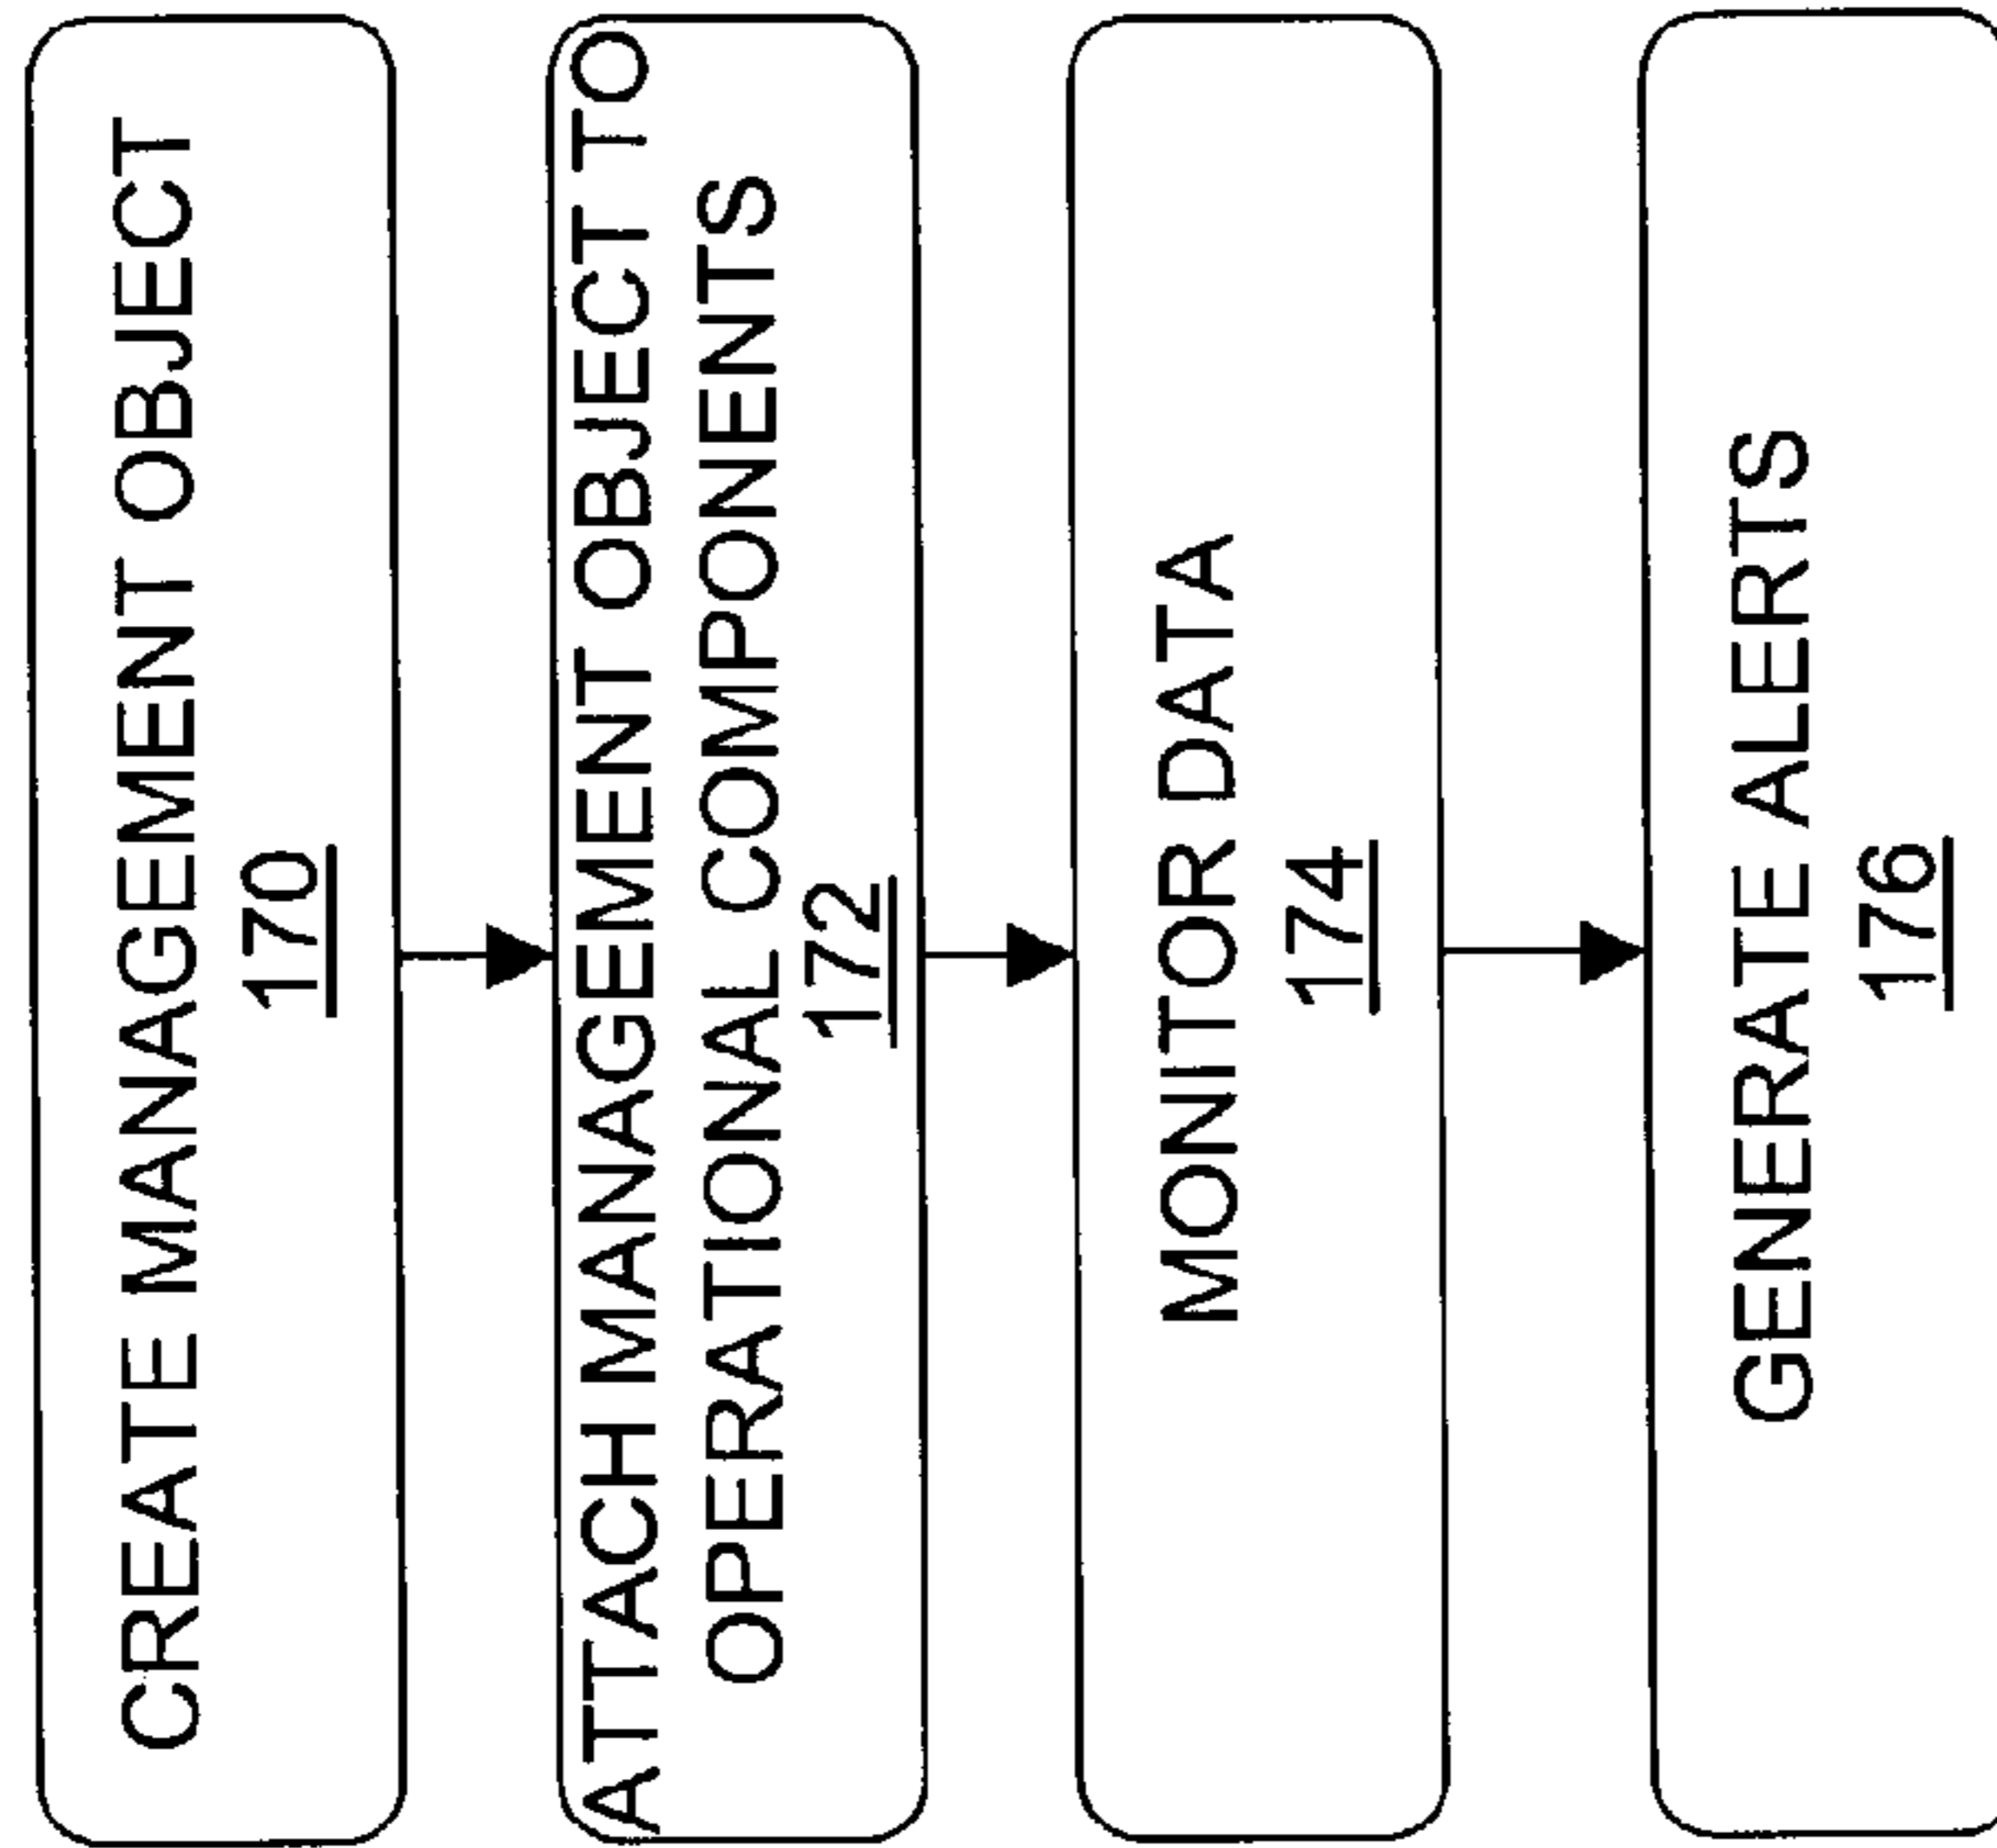 CREATE MANAGEMENT OBJECT
170
ATTACH MANAGEMENT OBJECT TO
OPERATIONAL COMPONENTS
172
MONITOR DATA
174
GENERATE ALERTS
176